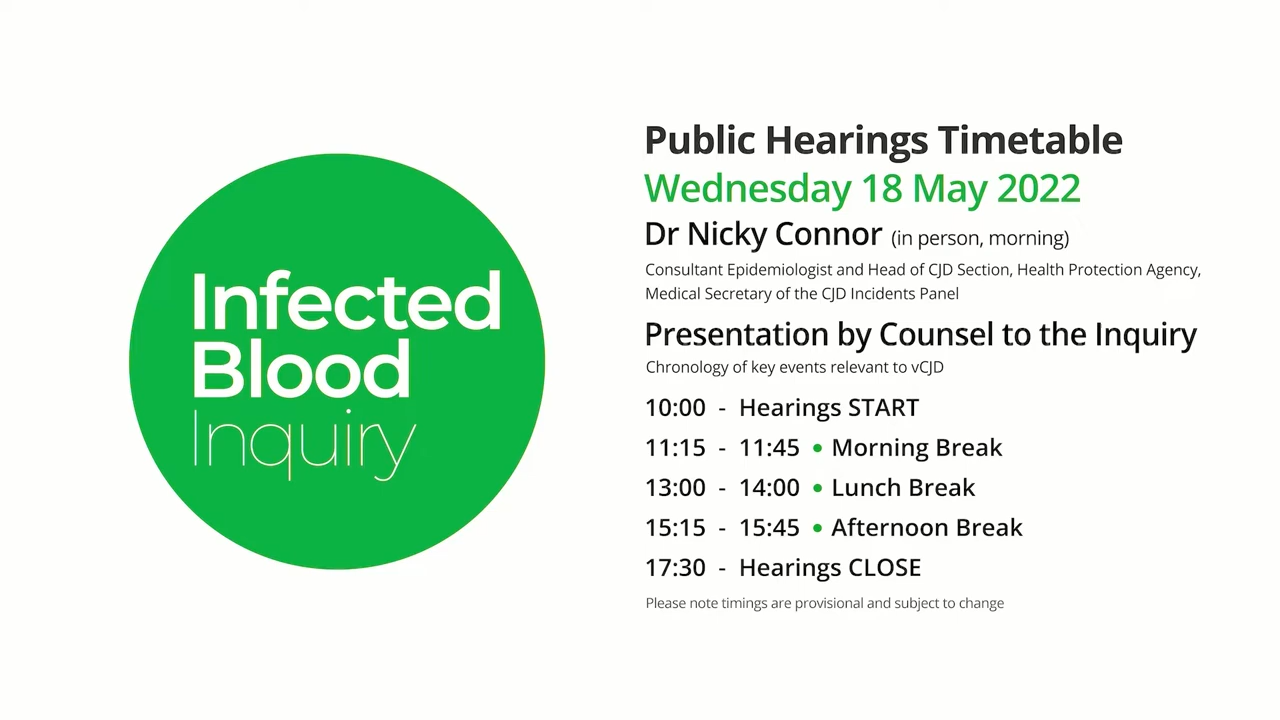 Infected
Blood
Inquiry
Public Hearings Timetable
Wednesday 18 May 2022
Dr Nicky Connor (in person, morning)
Consultant Epidemiologist and Head of CJD Section, Health Protection Agency,
Medical Secretary of the CJD Incidents Panel
Presentation by Counsel to the Inquiry
Chronology of key events relevant to vCJD
10:00 - Hearings START
11:15 - 11:45 • Morning Break
13:00 - 14:00 • Lunch Break
15:15 - 15:45 • Afternoon Break
17:30 - Hearings CLOSE
Please note timings are provisional and subject to change